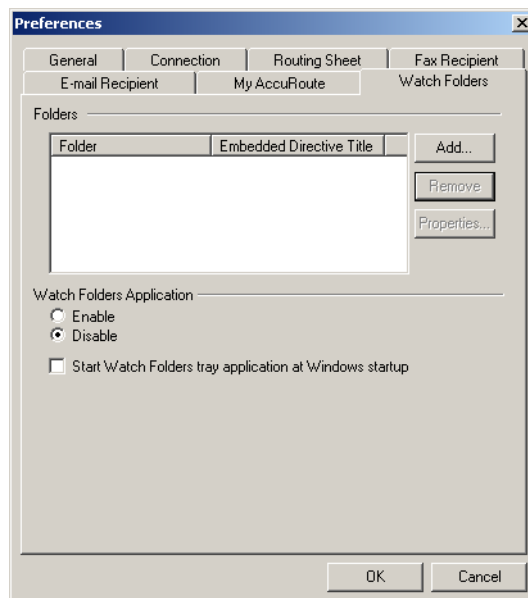 Preferences
General Connection Routing Sheet Fax Recipient
E-mail Recipient My AccuRoute Watch Folders
Folders
Folder Embedded Directive Title Add...
Remove
Properties...
Watch Folders Application
Enable
Disable
Start Watch Folders tray application at Windows startup
OK Cancel